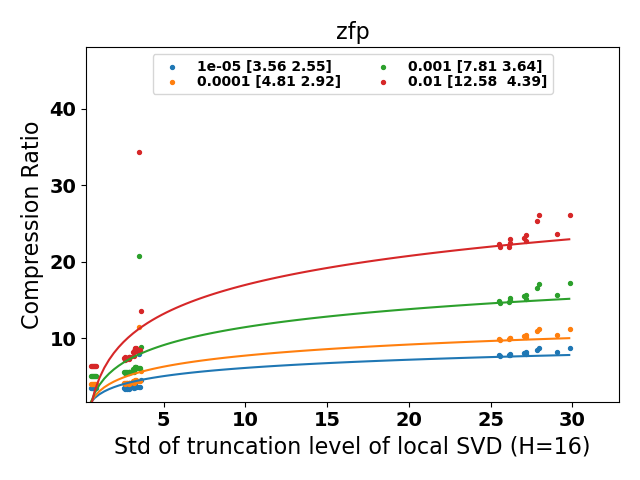 zfp
1e-05 [3.56 2.55]
0.0001 [4.81 2.92]
0.001 [7.81 3.64]
0.01 [12.58  4.39]
Compression Ratio
40
30
20
10
5 10 15 20 25 30
Std of truncation level of local SVD (H=16)